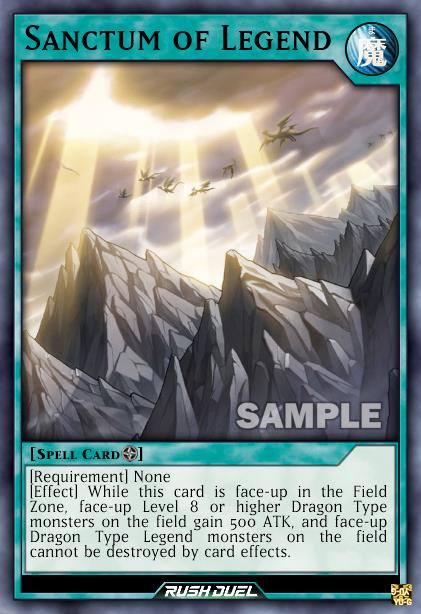 SANCTUM OF LEGEND
ま
魔
SAMPLE
[SPELL CARD]
[Requirement] None
[Effect] While this card is face-up in the Field
Zone, face-up Level 8 or higher Dragon Type
monsters on the field gain 500 ATK, and face-up
Dragon Type Legend monsters on the field
cannot be destroyed by card effects.
RUSH DUEL